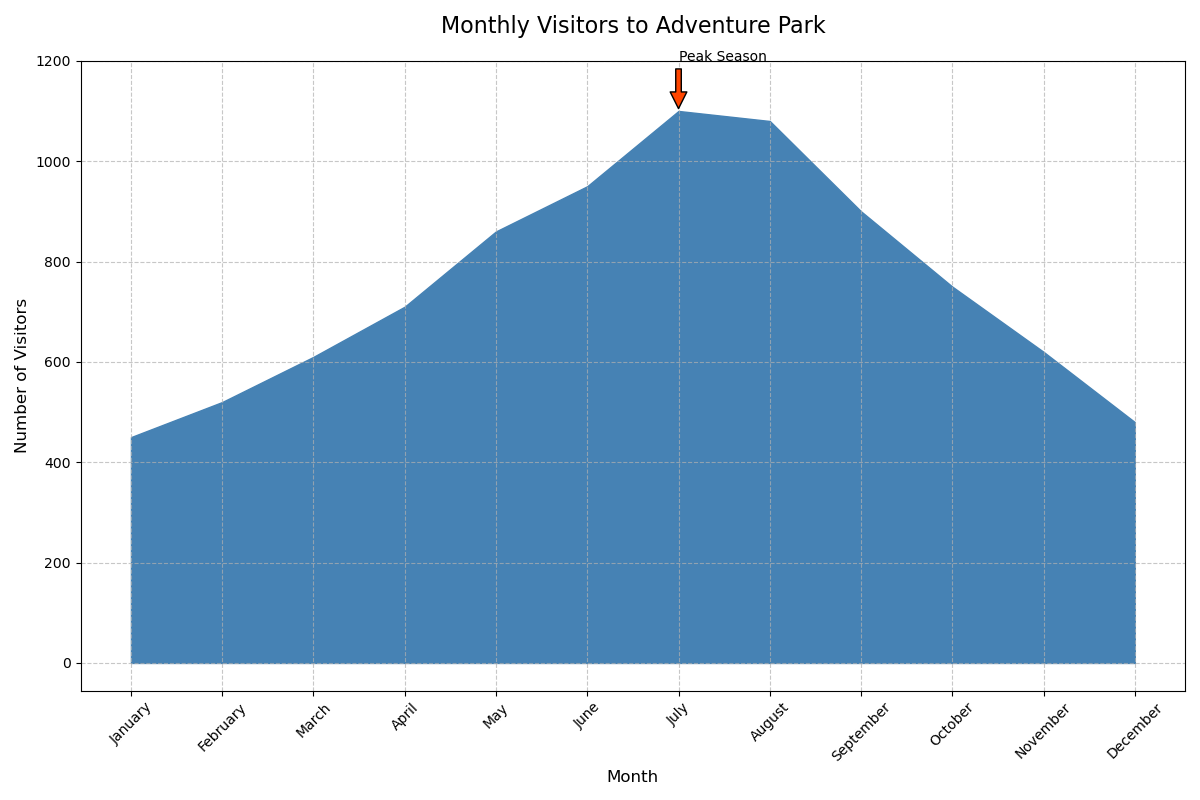 Monthly Visitors to Adventure Park
Peak Season
1200
1000
800
600
400
200
0
Number of Visitors
January
February
March
April
May
June
July
August
September
October
November
December
Month